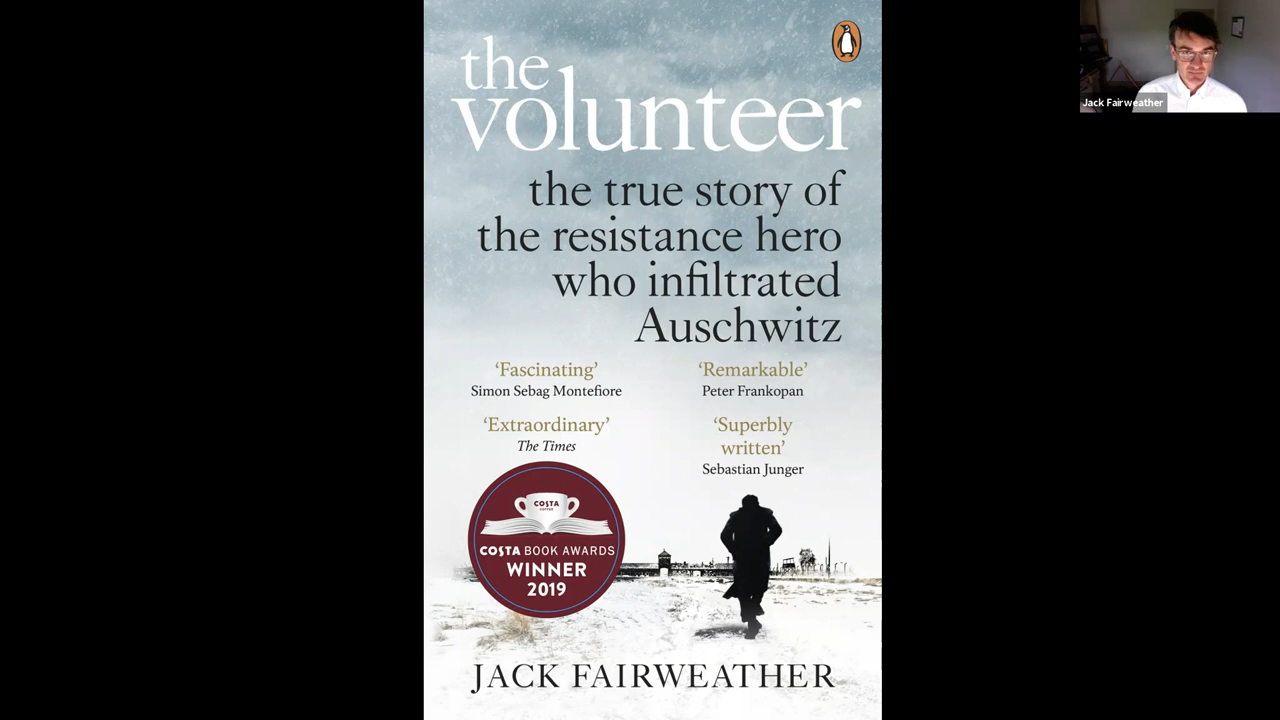 the
volunteer
the true story of
the resistance hero
who infiltrated
Auschwitz
‘Fascinating’
Simon Sebag Montefiore
‘Remarkable’
Peter Frankopan
‘Extraordinary’
The Times
‘Superbly
written’
Sebastian Junger
COSTA
COFFEE
COSTA BOOK AWARDS
WINNER
2019
JACK FAIRWEATHER
Jack Fairweather